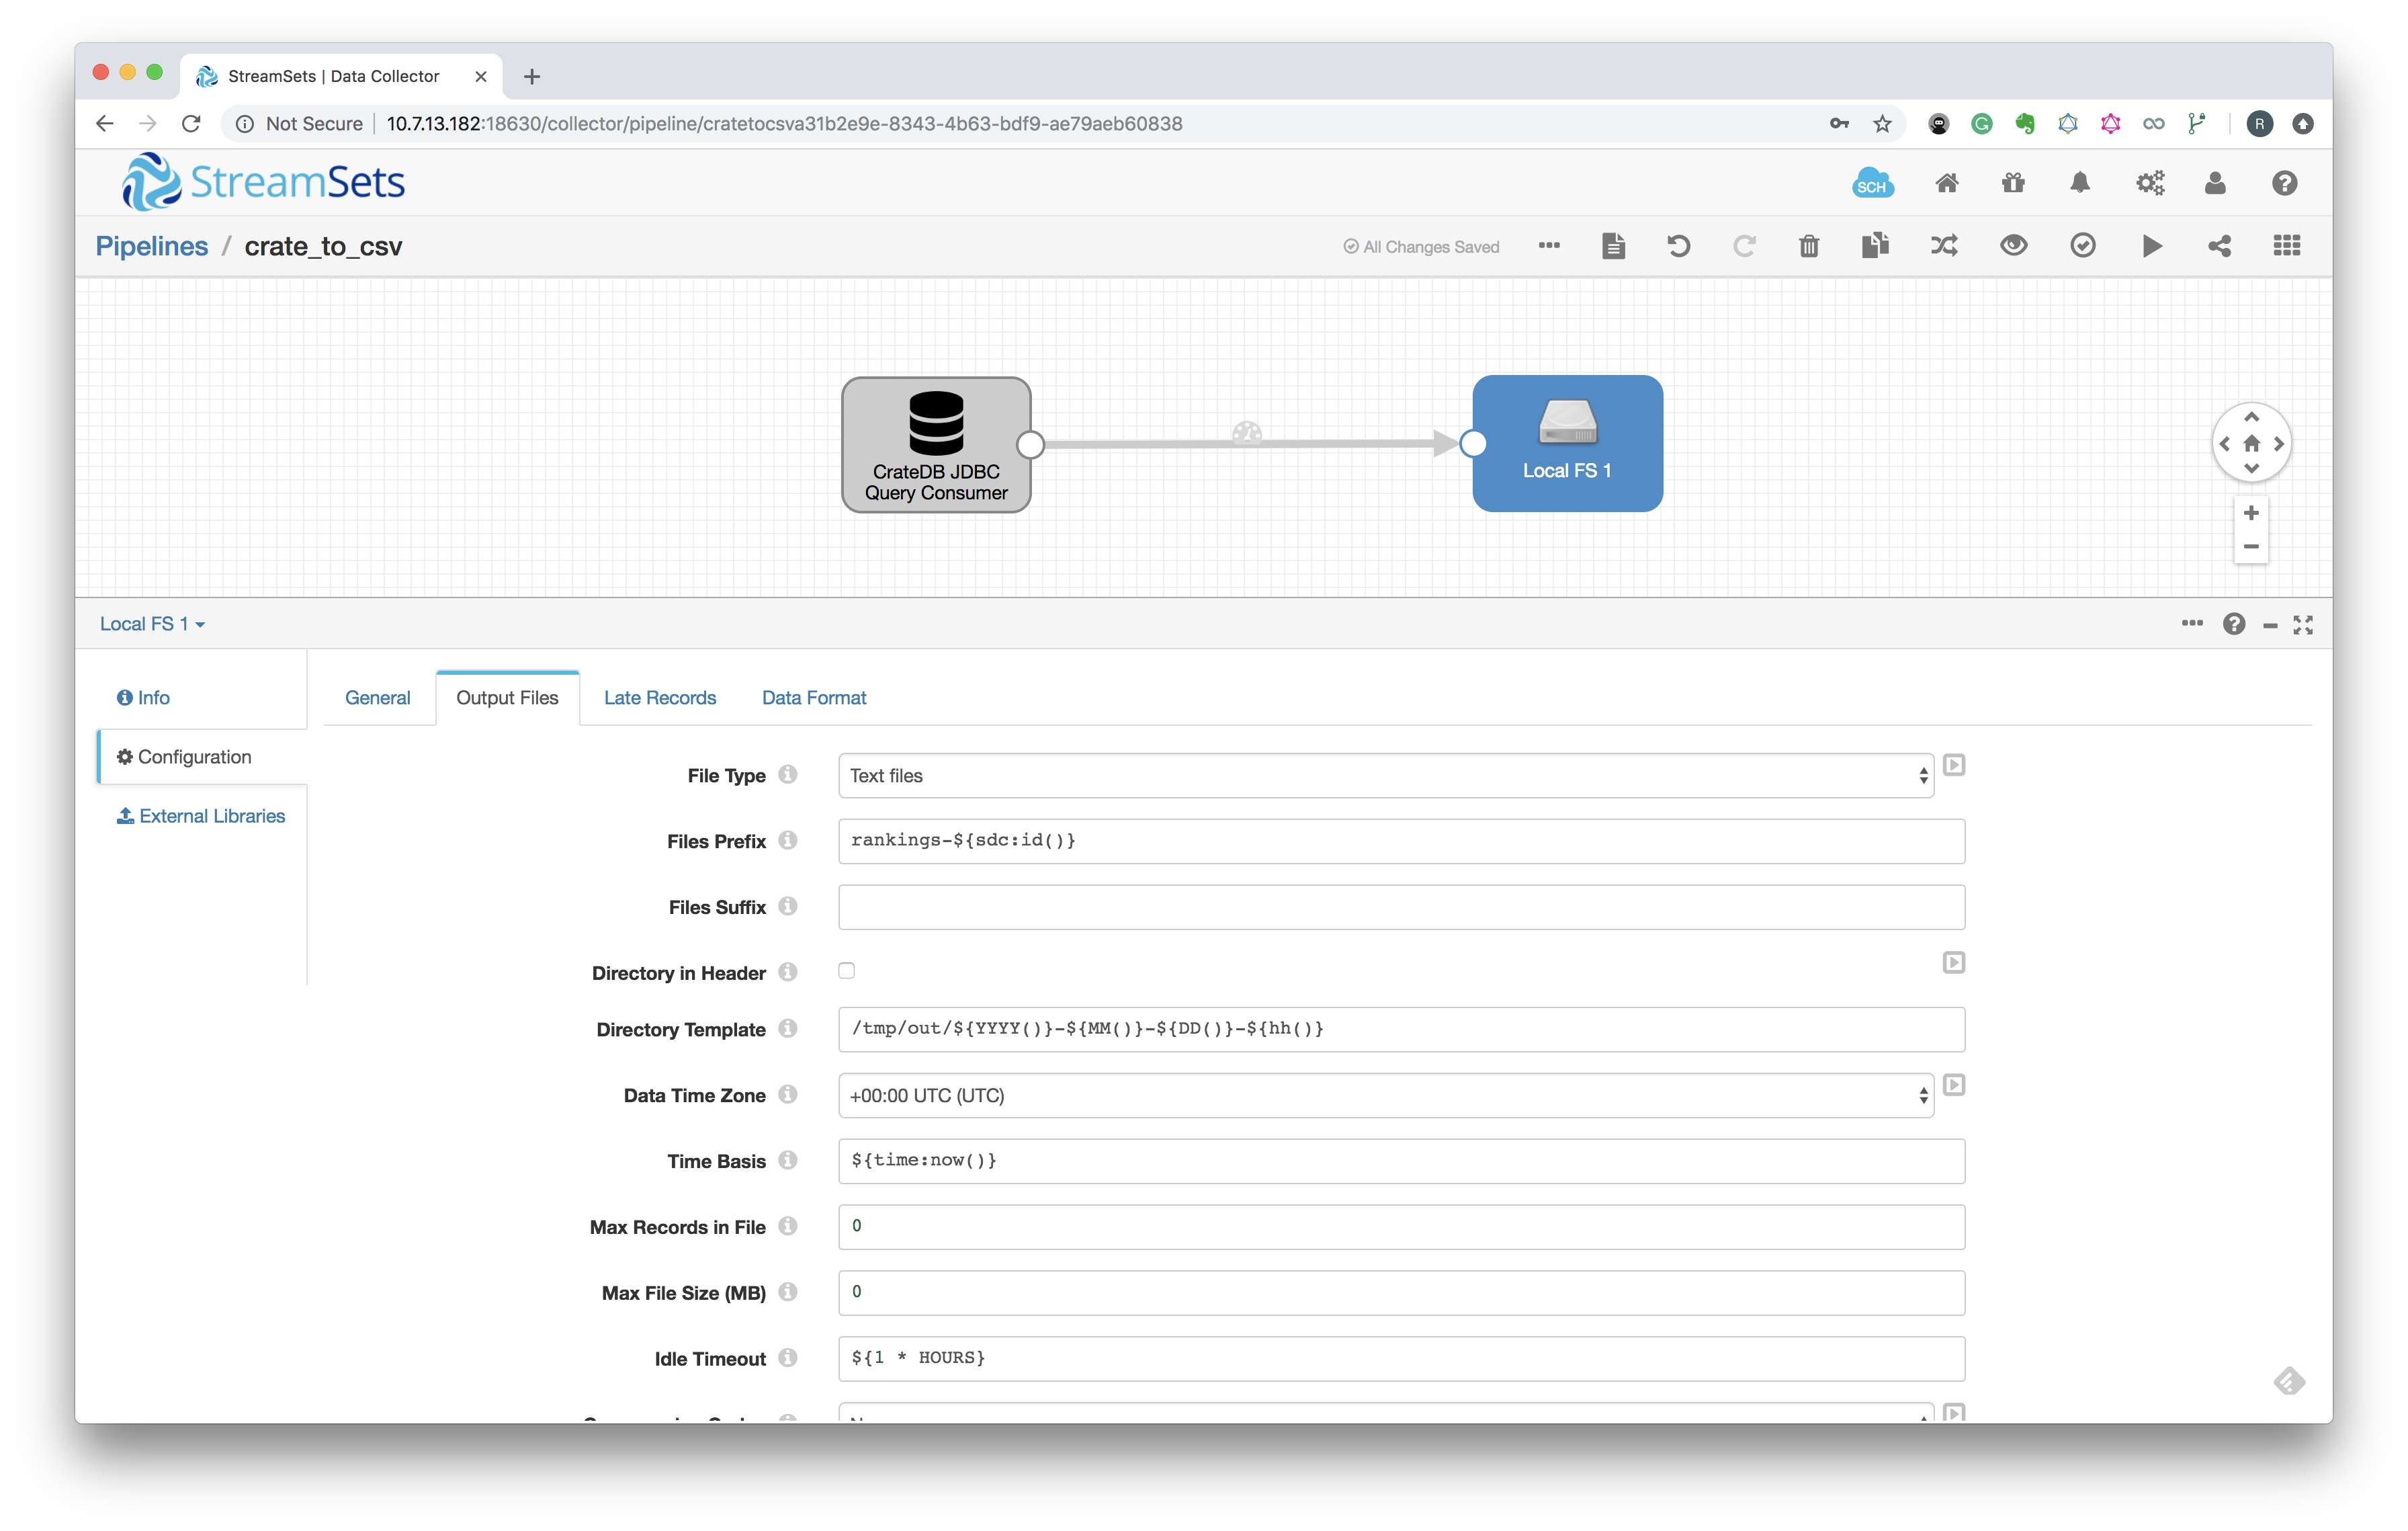 StreamSets | Data Collector
Not Secure 10.7.13.182:18630/collector/pipeline/cratetocsva31b2e9e-8343-4b63-bdf9-ae79aeb60838
R
StreamSets
SCH
Pipelines / crate_to_csv
All Changes Saved
CrateDB JDBC
Query Consumer
Local FS 1
Local FS 1
Info
Configuration
External Libraries
General Output Files Late Records Data Format
File Type Text files
Files Prefix rankings-${sdc:id()}
Files Suffix
Directory in Header
Directory Template /tmp/out/${YYYY()}-${MM()}-${DD()}-${hh()}
Data Time Zone +00:00 UTC (UTC)
Time Basis ${time:now()}
Max Records in File 0
Max File Size (MB) 0
Idle Timeout ${1 * HOURS}